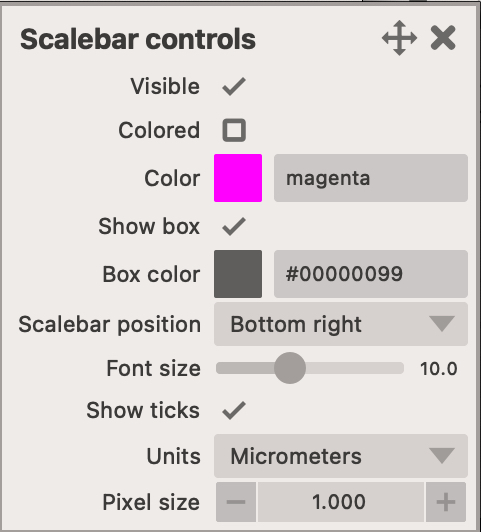 Scalebar controls
Visible
Colored
Color magenta
Show box
Box color #00000099
Scalebar position Bottom right
Font size 10.0
Show ticks
Units Micrometers
Pixel size − 1.000 +